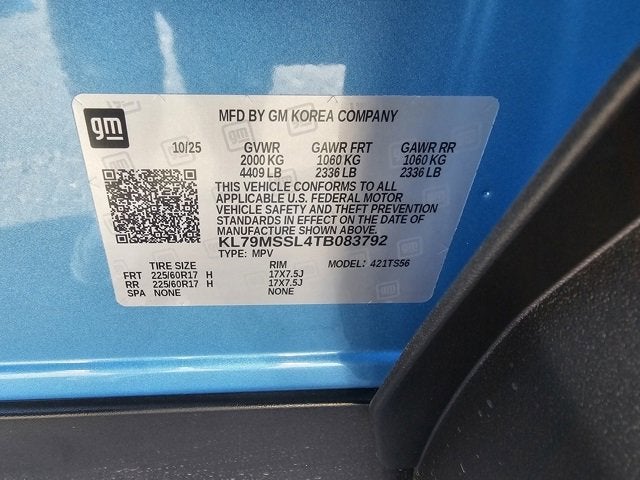 gm
MFD BY GM KOREA COMPANY
10/25 GVWR GAWR FRT GAWR RR
2000 KG 1060 KG 1060 KG
4409 LB 2336 LB 2336 LB
THIS VEHICLE CONFORMS TO ALL
APPLICABLE U.S. FEDERAL MOTOR
VEHICLE SAFETY AND THEFT PREVENTION
STANDARDS IN EFFECT ON THE DATE OF
MANUFACTURE SHOWN ABOVE.
KL79MSSL4TB083792
TYPE: MPV MODEL: 421TS56
TIRE SIZE RIM
FRT 225/60R17 H 17X7.5J
RR 225/60R17 H 17X7.5J
SPA NONE NONE